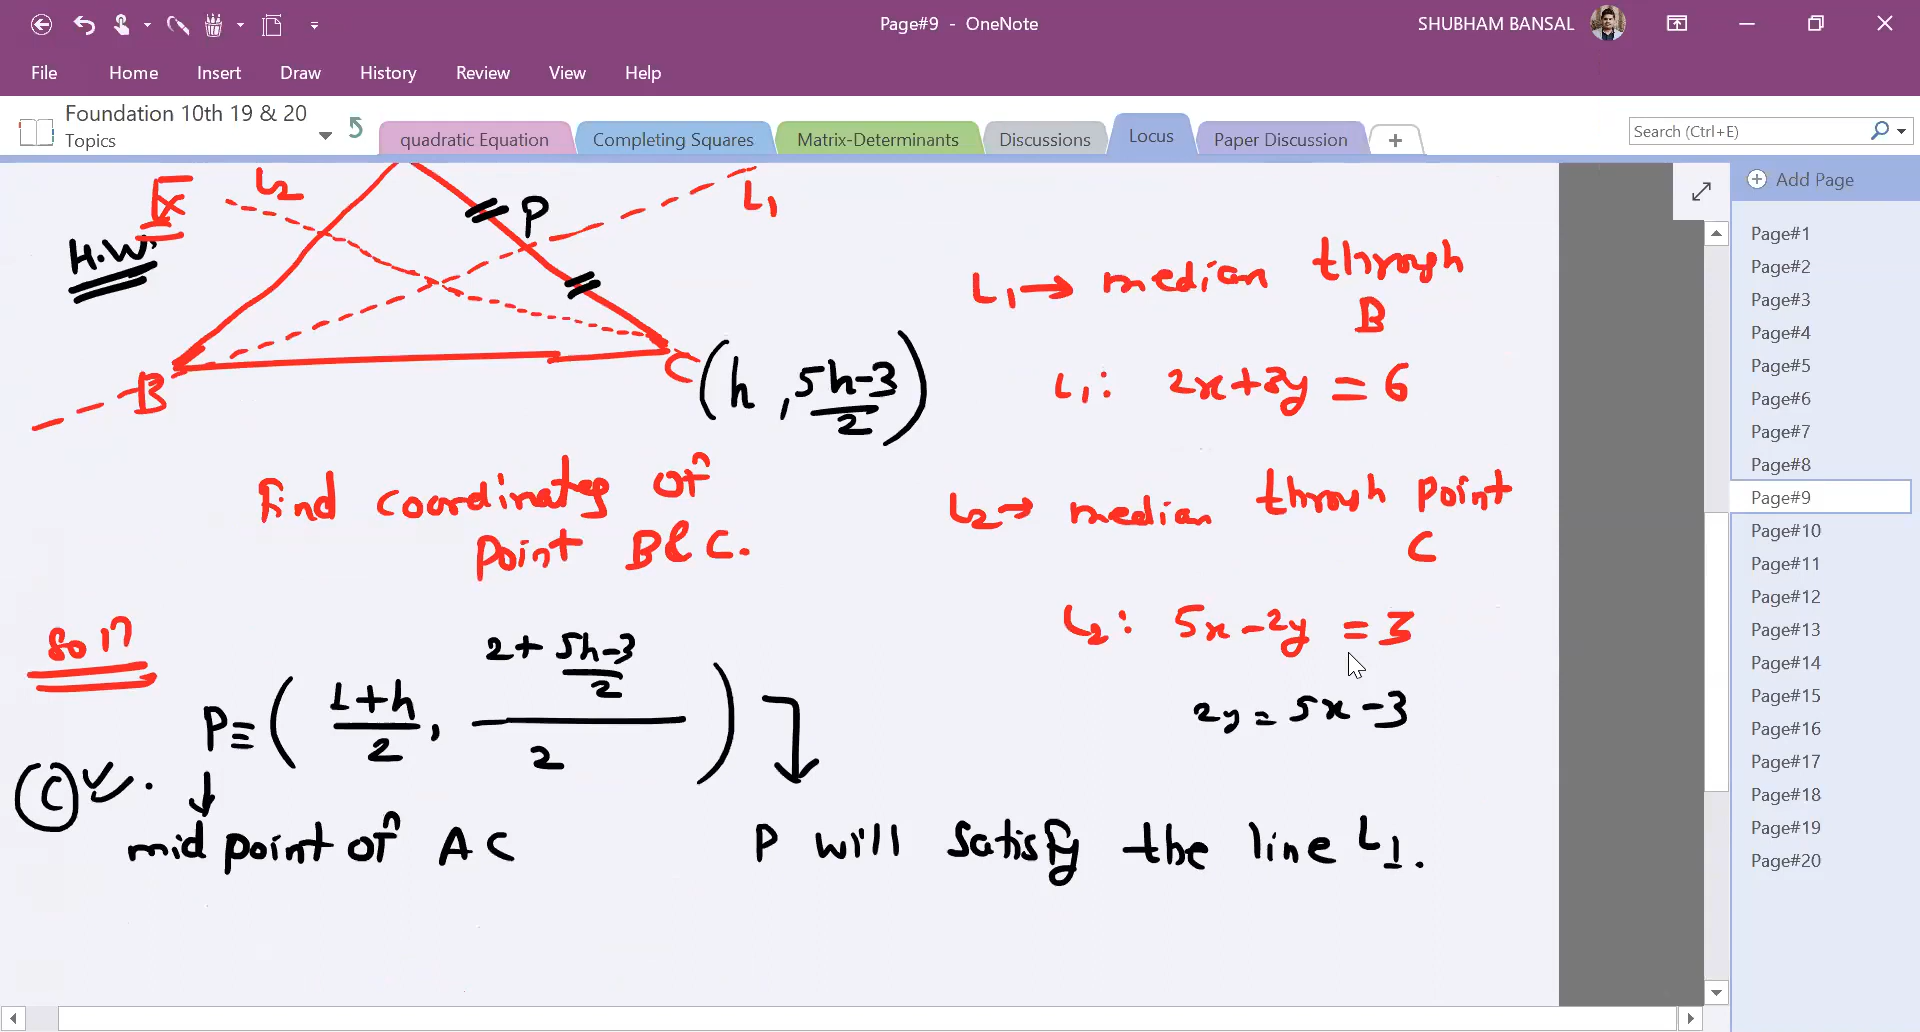 Page#9 - OneNote
SHUBHAM BANSAL
File Home Insert Draw History Review View Help
Foundation 10th 19 & 20
Topics
quadratic Equation
Completing Squares
Matrix-Determinants
Discussions
Locus
Paper Discussion
+
Search (Ctrl+E)
Add Page
Page#1
Page#2
Page#3
Page#4
Page#5
Page#6
Page#7
Page#8
Page#9
Page#10
Page#11
Page#12
Page#13
Page#14
Page#15
Page#16
Page#17
Page#18
Page#19
Page#20
Ex
H.W.
L2
P
L1
B
C (h, (5h-3)/2)
L1 → median through
B
L1: 2x+3y = 6
Find coordinates of
point B & C.
L2 → median through point
C
L2: 5x-2y = 3
2y = 5x-3
Sol^n
P ≡ ( (1+h)/2, (2 + (5h-3)/2)/2 )
(C) ✓.
mid point of AC
P will satisfy the line L1.